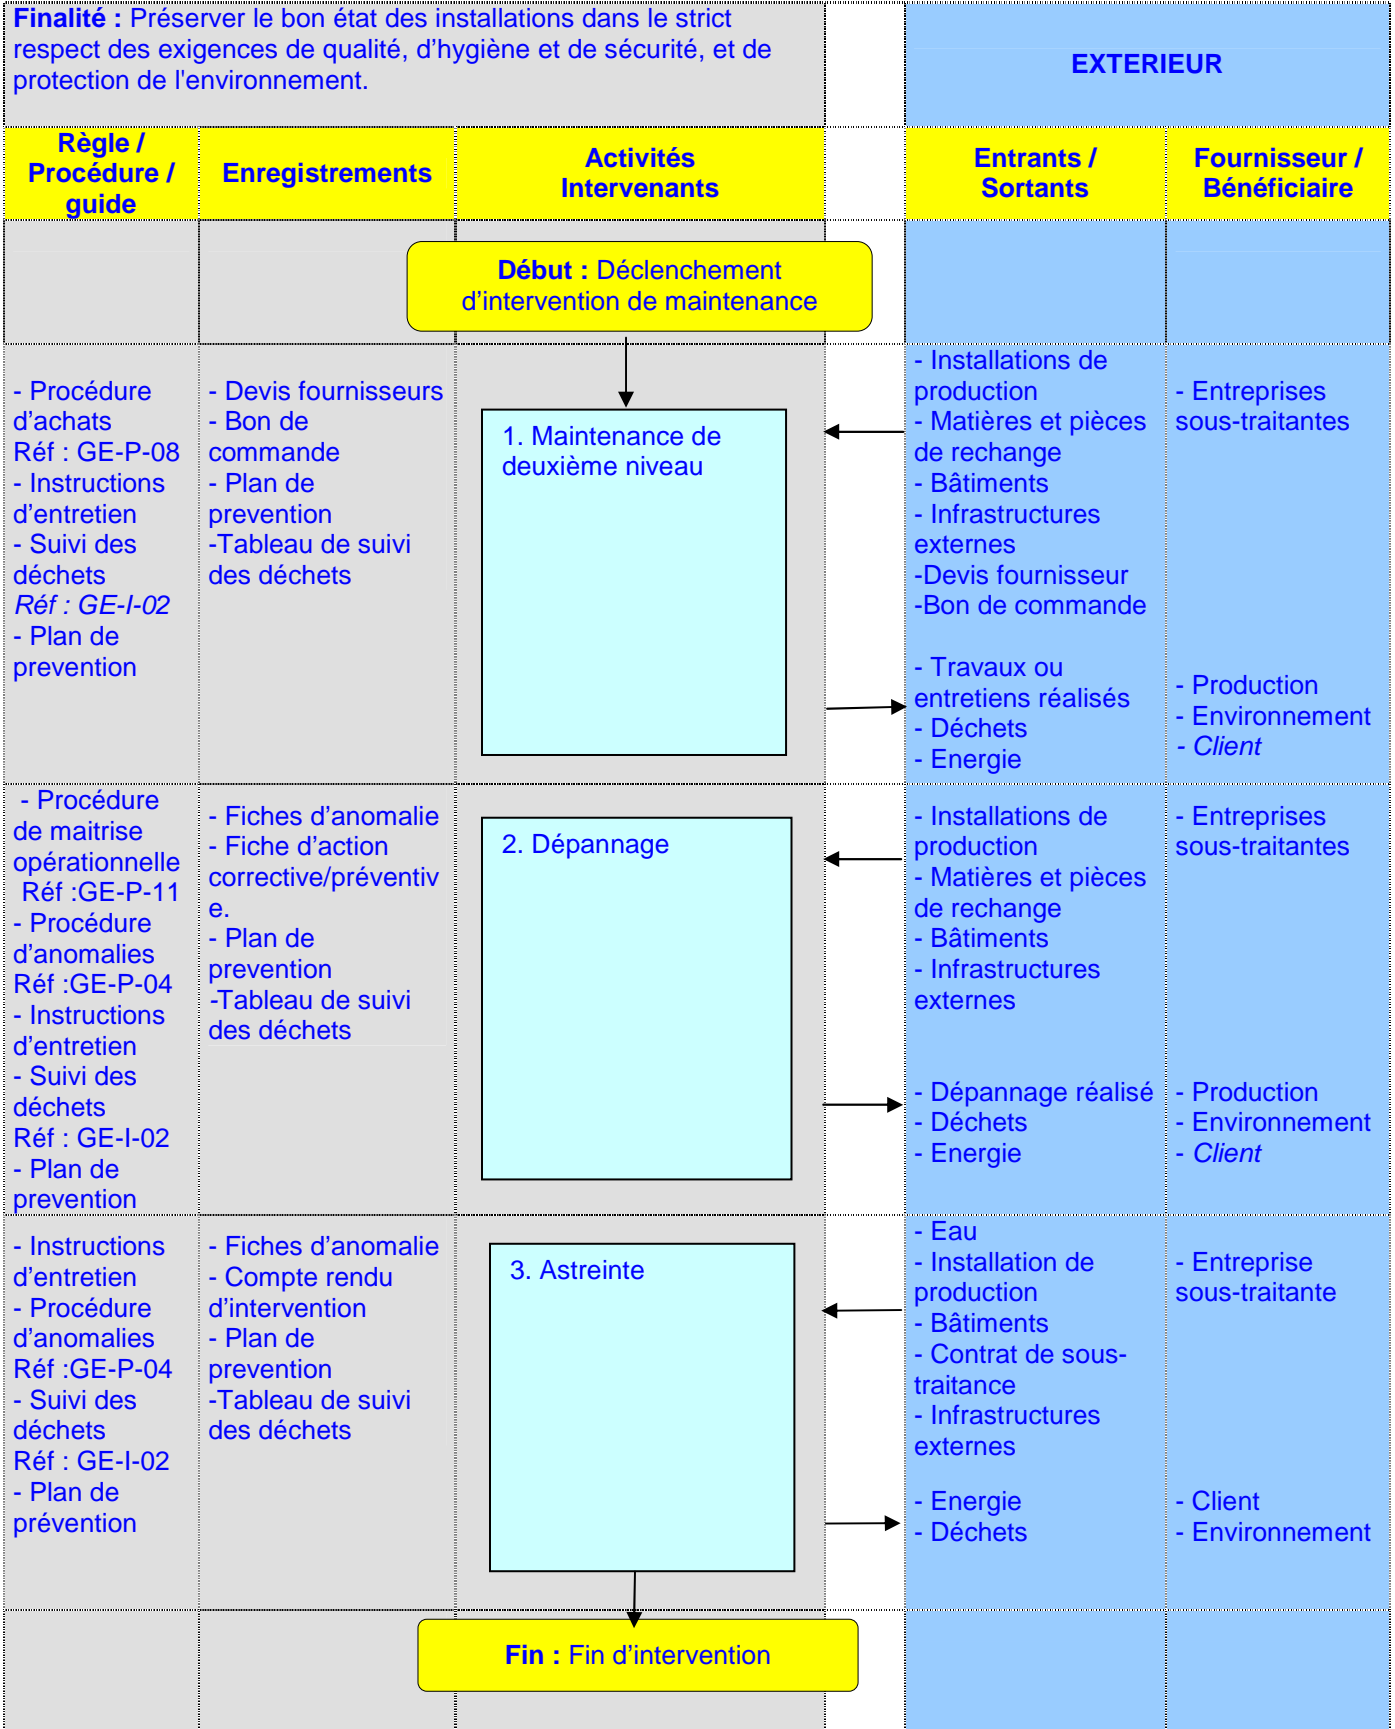 Finalité : Préserver le bon état des installations dans le strict
respect des exigences de qualité, d'hygiène et de sécurité, et de
protection de l'environnement.
EXTERIEUR
Règle /
Procédure /
guide
Enregistrements
Activités
Intervenants
Entrants /
Sortants
Fournisseur /
Bénéficiaire
Début : Déclenchement
d'intervention de maintenance
- Procédure
d'achats
Réf : GE-P-08
- Instructions
d'entretien
- Suivi des
déchets
Réf : GE-I-02
- Plan de
prevention
- Devis fournisseurs
- Bon de
commande
- Plan de
prevention
-Tableau de suivi
des déchets
1. Maintenance de
deuxième niveau
- Installations de
production
- Matières et pièces
de rechange
- Bâtiments
- Infrastructures
externes
-Devis fournisseur
-Bon de commande
- Travaux ou
entretiens réalisés
- Déchets
- Energie
- Entreprises
sous-traitantes
- Production
- Environnement
- Client
- Procédure
de maitrise
opérationnelle
Réf :GE-P-11
- Procédure
d'anomalies
Réf :GE-P-04
- Instructions
d'entretien
- Suivi des
déchets
Réf : GE-I-02
- Plan de
prevention
- Fiches d'anomalie
- Fiche d'action
corrective/préventiv
e.
- Plan de
prevention
-Tableau de suivi
des déchets
2. Dépannage
- Installations de
production
- Matières et pièces
de rechange
- Bâtiments
- Infrastructures
externes
- Dépannage réalisé
- Déchets
- Energie
- Entreprises
sous-traitantes
- Production
- Environnement
- Client
- Instructions
d'entretien
- Procédure
d'anomalies
Réf :GE-P-04
- Suivi des
déchets
Réf : GE-I-02
- Plan de
prévention
- Fiches d'anomalie
- Compte rendu
d'intervention
- Plan de
prevention
-Tableau de suivi
des déchets
3. Astreinte
- Eau
- Installation de
production
- Bâtiments
- Contrat de sous-
traitance
- Infrastructures
externes
- Energie
- Déchets
- Entreprise
sous-traitante
- Client
- Environnement
Fin : Fin d'intervention